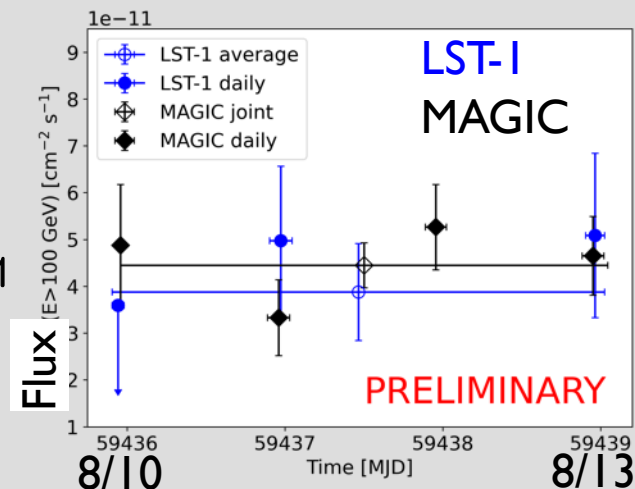 1e−11
LST-1 average
LST-1 daily
MAGIC joint
MAGIC daily
LST-1
MAGIC
9
8
7
6
5
4
3
2
1
Flux (E>100 GeV) [cm⁻² s⁻¹]
PRELIMINARY
59436 59437 59438 59439
8/10 Time [MJD] 8/13